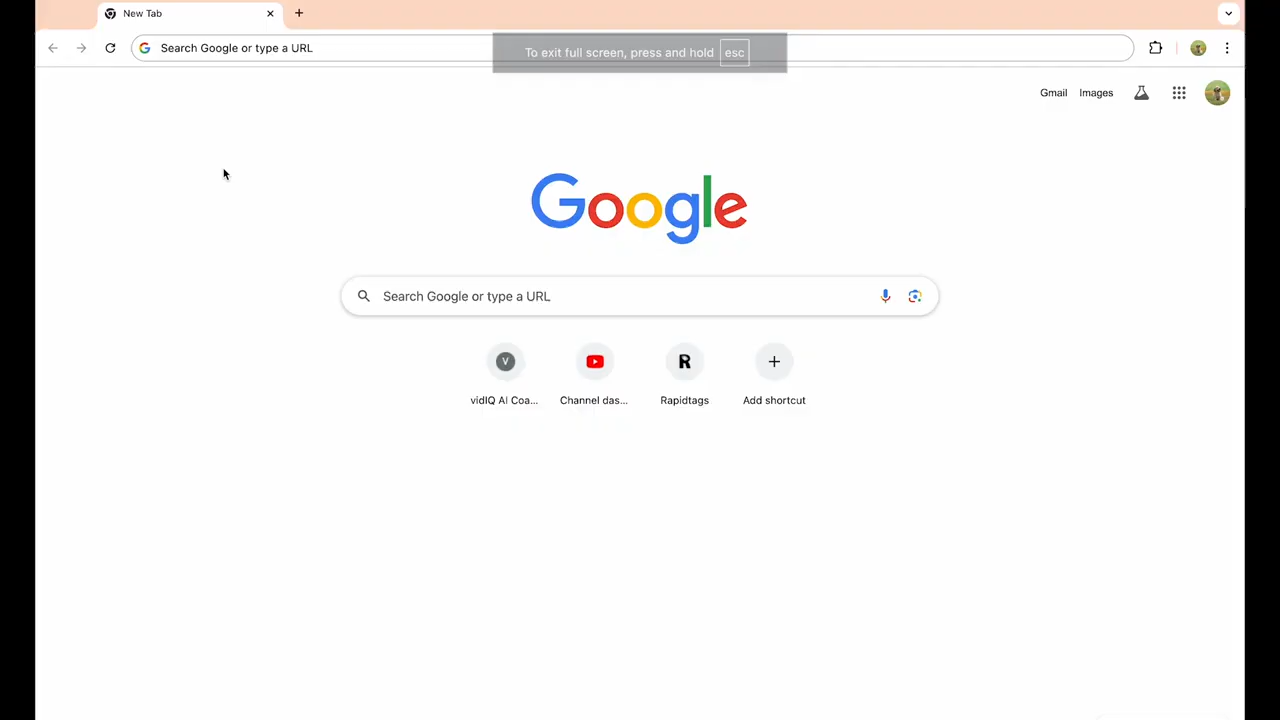 New Tab
Search Google or type a URL
To exit full screen, press and hold esc
Gmail Images
Google
Search Google or type a URL
V
R
vidIQ AI Coa... Channel das... Rapidtags Add shortcut